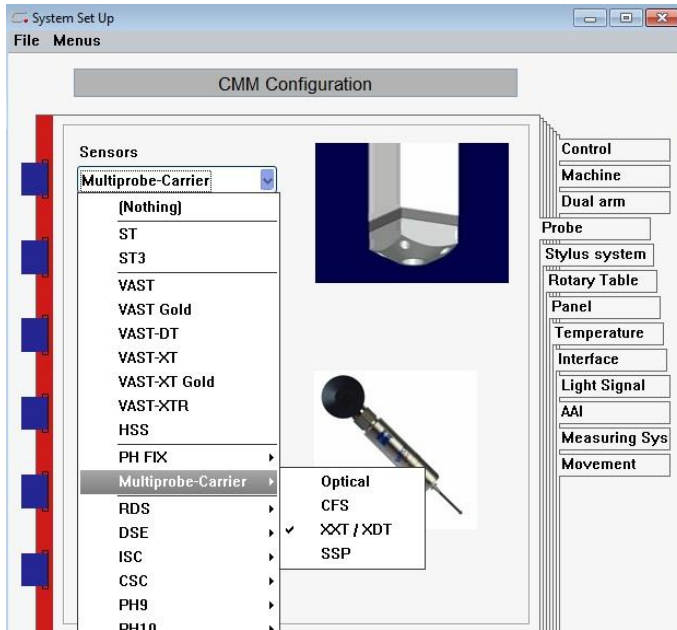 System Set Up
File Menus
CMM Configuration
Sensors
Multiprobe-Carrier
(Nothing)
ST
ST3
VAST
VAST Gold
VAST-DT
VAST-XT
VAST-XT Gold
VAST-XTR
HSS
PH FIX
Multiprobe-Carrier
RDS
DSE
ISC
CSC
PH9
PH10
Optical
CFS
XXT / XDT
SSP
Control
Machine
Dual arm
Probe
Stylus system
Rotary Table
Panel
Temperature
Interface
Light Signal
AAI
Measuring Sys
Movement